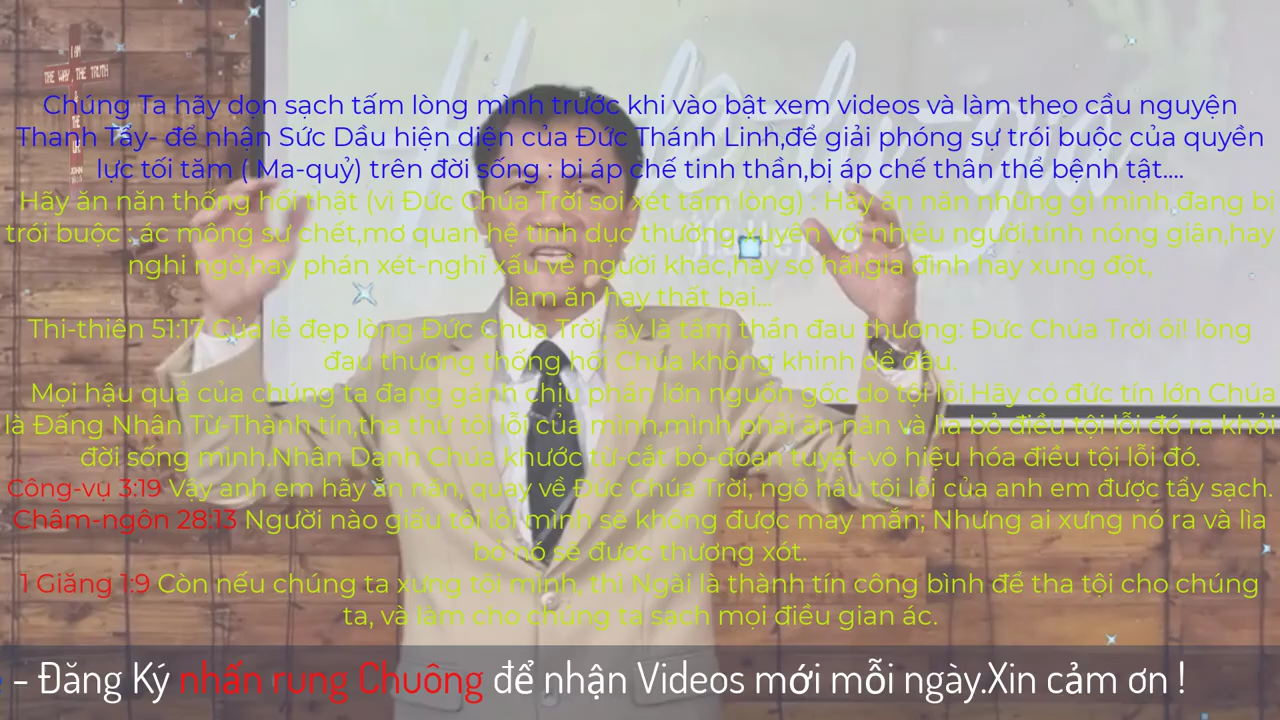 I AM
THE WAY, THE TRUTH
&
THE
LIFE
JOHN
Chúng Ta hãy dọn sạch tấm lòng mình trước khi vào bật xem videos và làm theo cầu nguyện
Thanh Tẩy- để nhận Sức Dầu hiện diện của Đức Thánh Linh,để giải phóng sự trói buộc của quyền
lực tối tăm ( Ma-quỷ) trên đời sống : bị áp chế tinh thần,bị áp chế thân thể bệnh tật....
Hãy ăn năn thống hối thật (vì Đức Chúa Trời soi xét tấm lòng) : Hãy ăn năn những gì mình,đang bị
trói buộc : ác mộng sự chết,mơ quan hệ tình dục thường xuyên với nhiều người,tính nóng giận,hay
nghi ngờ,hay phán xét-nghĩ xấu về người khác,hay sợ hãi,gia đình hay xung đột,
làm ăn hay thất bại...
Thi-thiên 51:17 Của lễ đẹp lòng Đức Chúa Trời, ấy là tâm thần đau thương: Đức Chúa Trời ôi! lòng
đau thương thống hối Chúa không khinh dể đâu.
Mọi hậu quả của chúng ta đang gánh chịu phần lớn nguồn gốc do tội lỗi.Hãy có đức tín lớn Chúa
là Đấng Nhân Từ-Thành tín,tha thứ tội lỗi của mình,mình phải ăn năn và lìa bỏ điều tội lỗi đó ra khỏi
đời sống mình.Nhân Danh Chúa khước từ-cắt bỏ-đoạn tuyệt-vô hiệu hóa điều tội lỗi đó.
Công-vụ 3:19 Vậy anh em hãy ăn năn, quay về Đức Chúa Trời, ngõ hầu tội lỗi của anh em được tẩy sạch.
Châm-ngôn 28:13 Người nào giấu tội lỗi mình sẽ không được may mắn; Nhưng ai xưng nó ra và lìa
bỏ nó sẽ được thương xót.
1 Giăng 1:9 Còn nếu chúng ta xưng tội mình, thì Ngài là thành tín công bình để tha tội cho chúng
ta, và làm cho chúng ta sạch mọi điều gian ác.
– Đăng Ký nhấn rung Chuông để nhận Videos mới mỗi ngày.Xin cảm ơn !